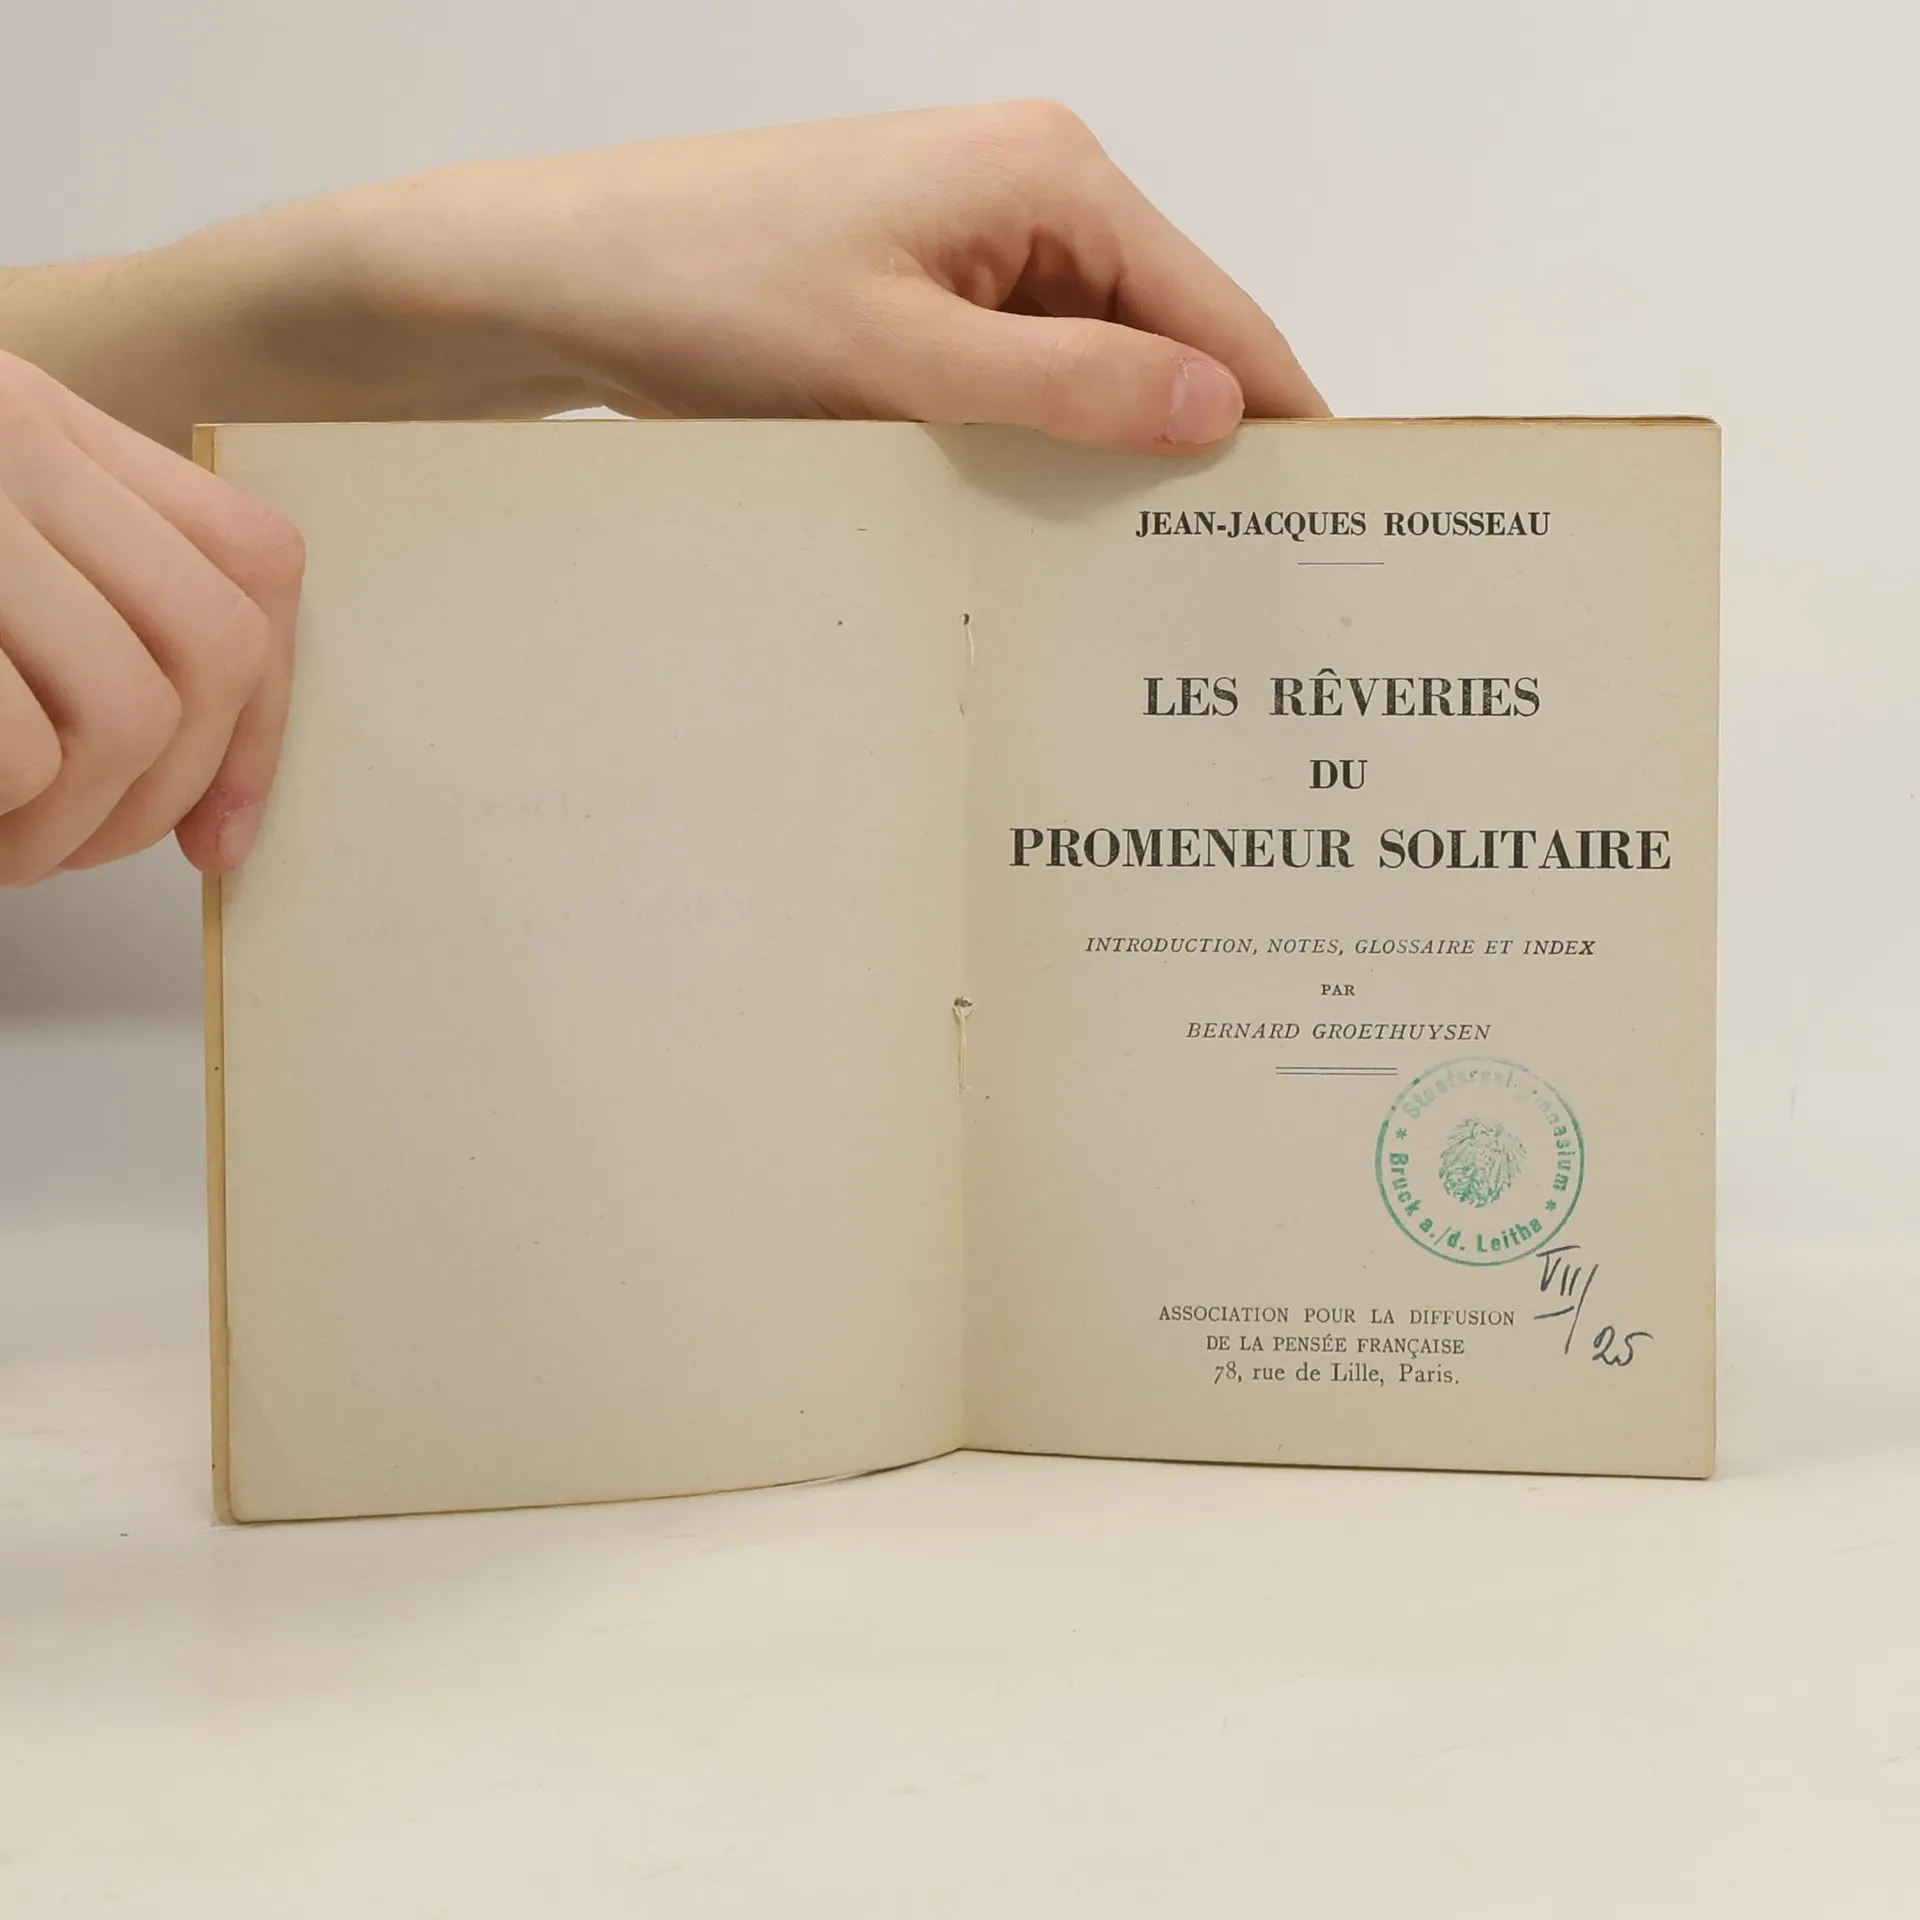 JEAN-JACQUES ROUSSEAU
LES RÊVERIES
DU
PROMENEUR SOLITAIRE
INTRODUCTION, NOTES, GLOSSAIRE ET INDEX
PAR
BERNARD GROETHUYSEN
Staatsrealgymnasium
* Bruck a./d. Leitha *
VII/25
ASSOCIATION POUR LA DIFFUSION
DE LA PENSÉE FRANÇAISE
78, rue de Lille, Paris.